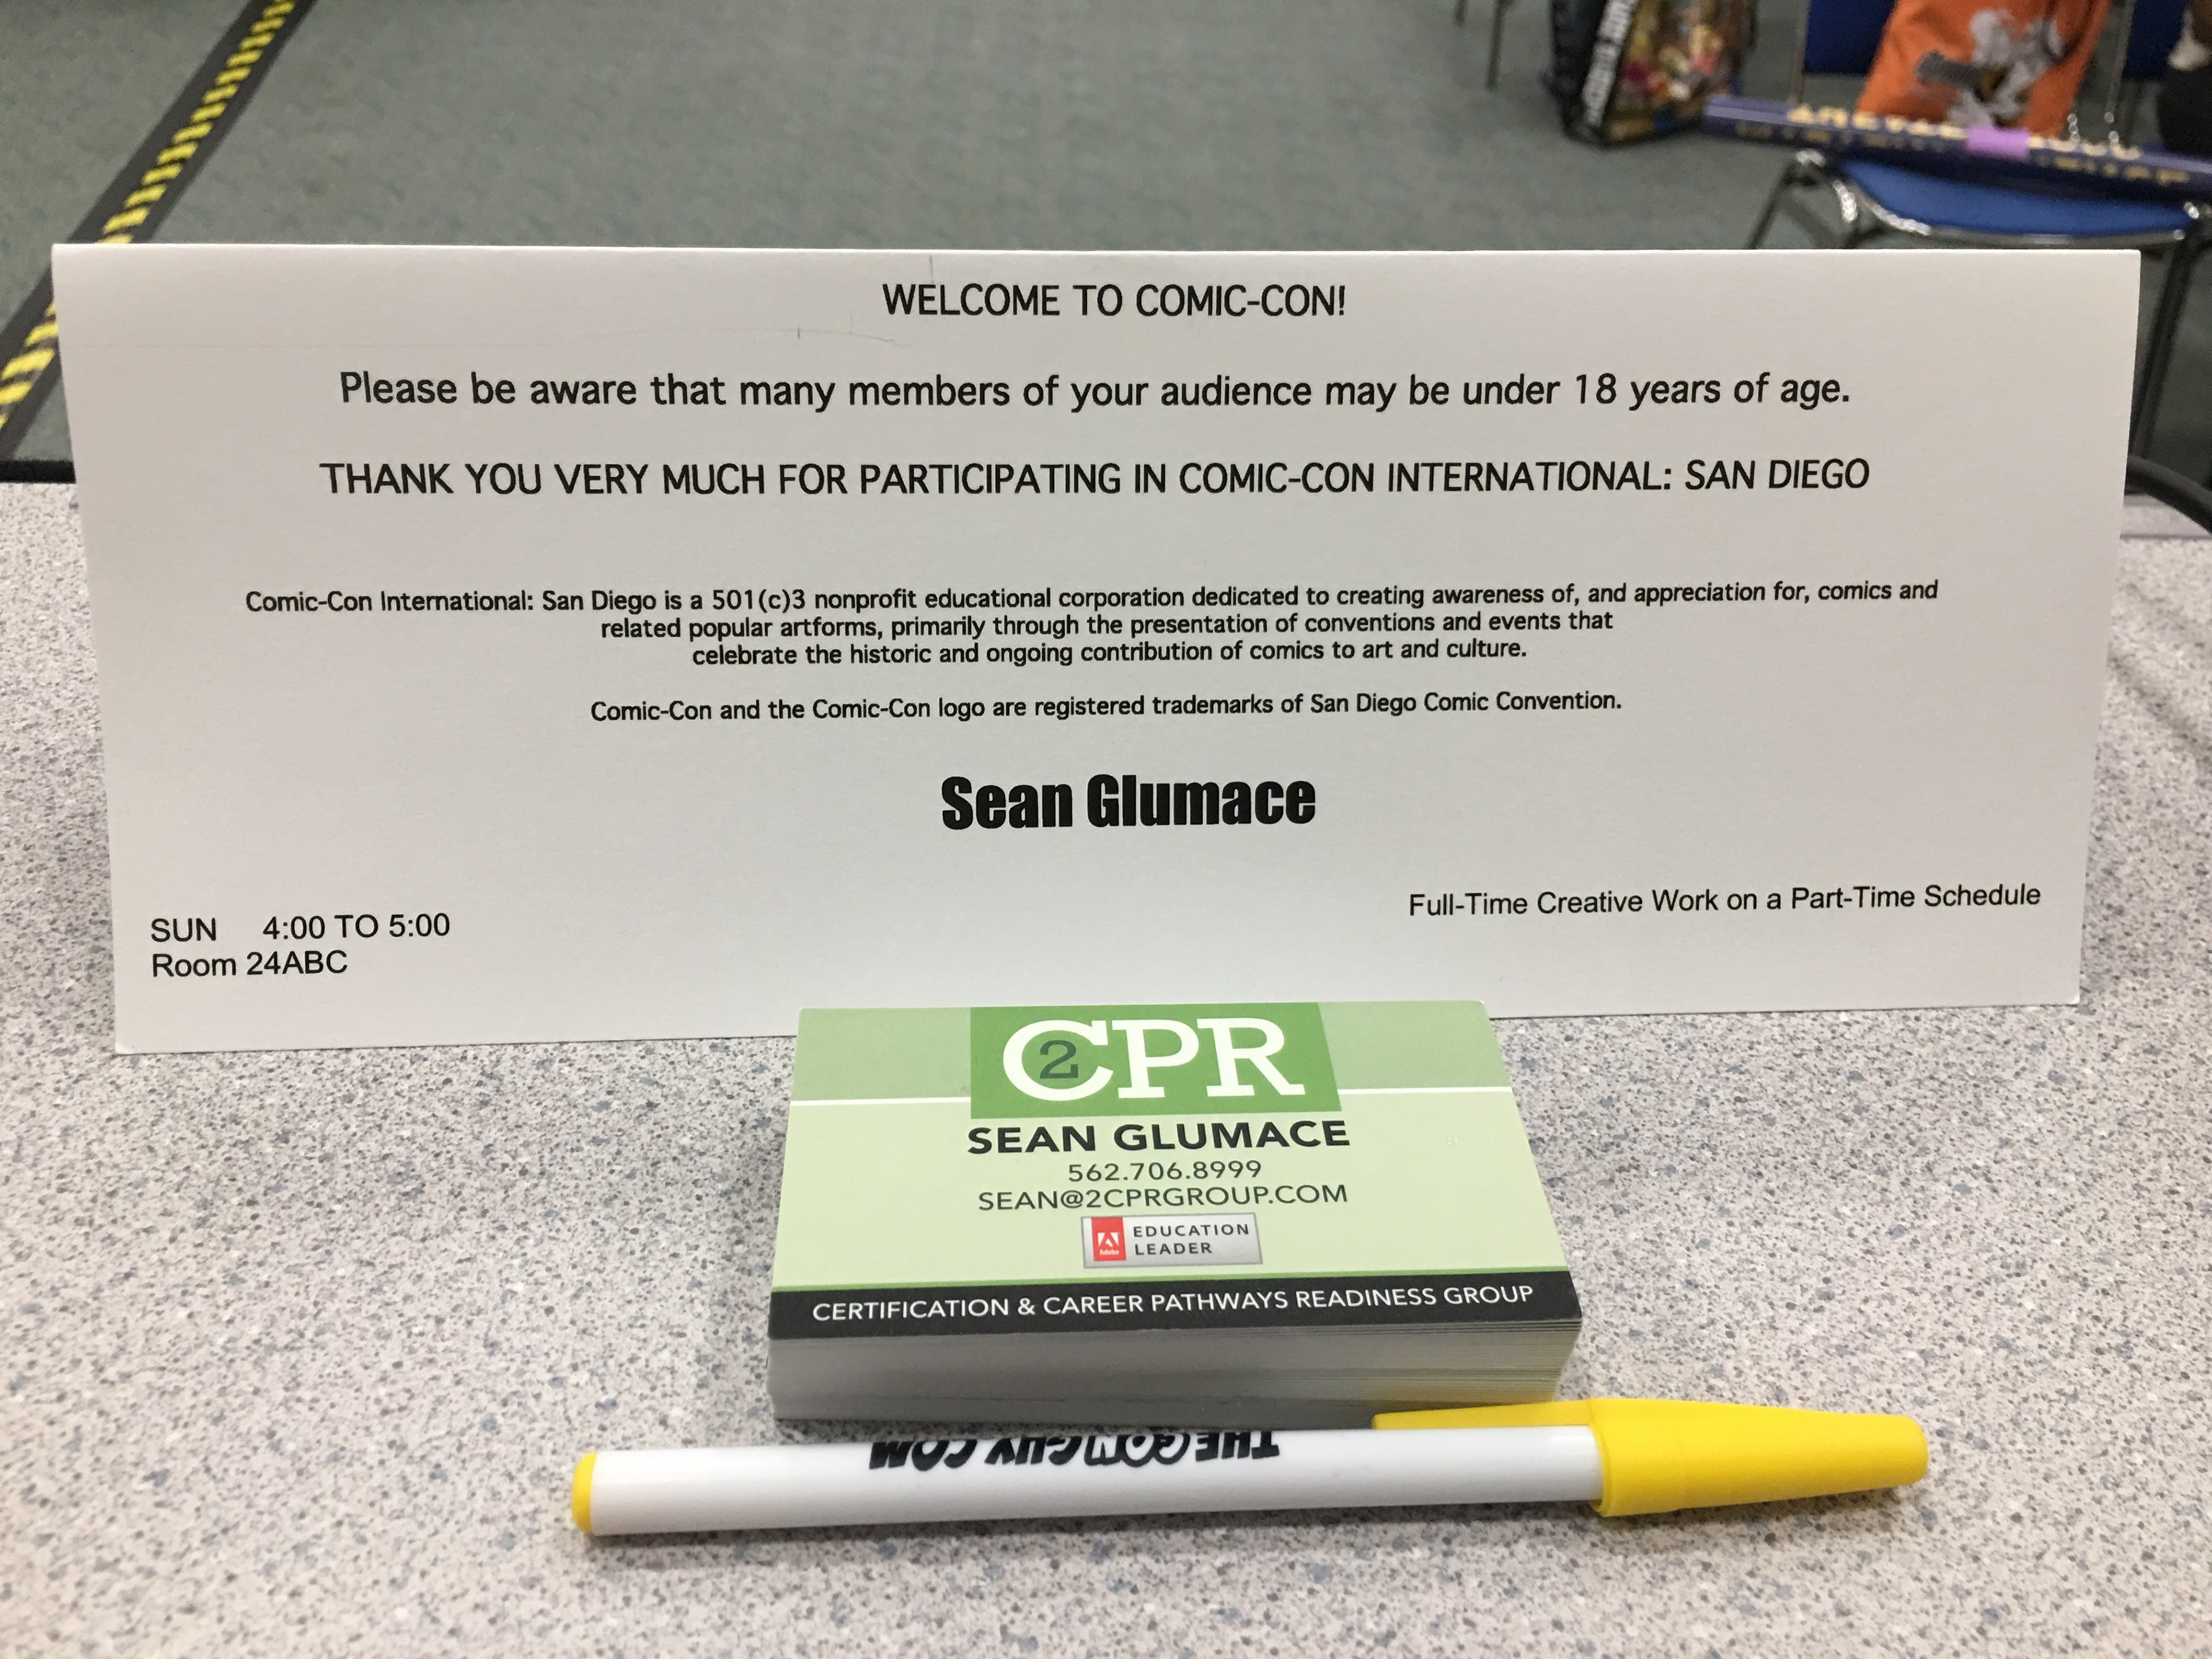 WELCOME TO COMIC-CON!
Please be aware that many members of your audience may be under 18 years of age.
THANK YOU VERY MUCH FOR PARTICIPATING IN COMIC-CON INTERNATIONAL: SAN DIEGO
Comic-Con International: San Diego is a 501(c)3 nonprofit educational corporation dedicated to creating awareness of, and appreciation for, comics and
related popular artforms, primarily through the presentation of conventions and events that
celebrate the historic and ongoing contribution of comics to art and culture.
Comic-Con and the Comic-Con logo are registered trademarks of San Diego Comic Convention.
Sean Glumace
Full-Time Creative Work on a Part-Time Schedule
SUN 4:00 TO 5:00
Room 24ABC
2CPR
SEAN GLUMACE
562.706.8999
SEAN@2CPRGROUP.COM
Adobe
EDUCATION
LEADER
CERTIFICATION & CAREER PATHWAYS READINESS GROUP
THECONGUY.COM